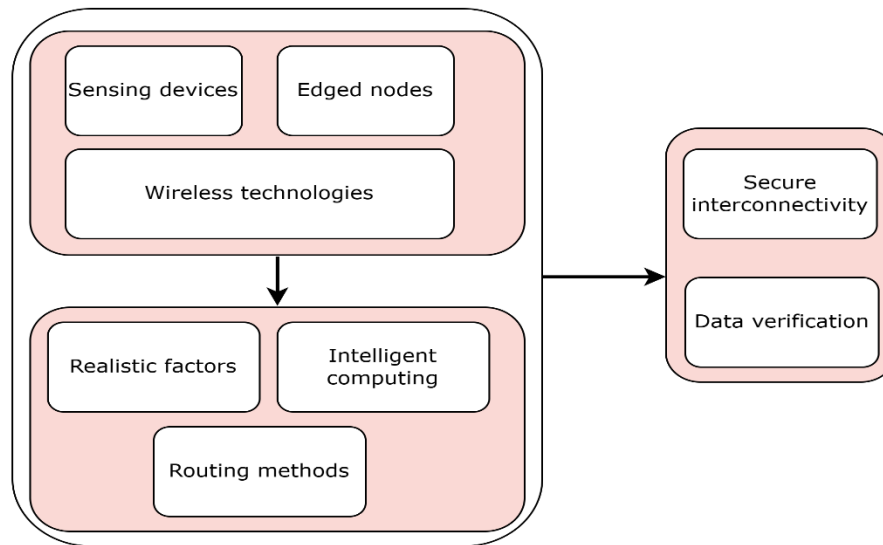 Sensing devices
Edged nodes
Wireless technologies
Realistic factors
Intelligent
computing
Routing methods
Secure
interconnectivity
Data verification